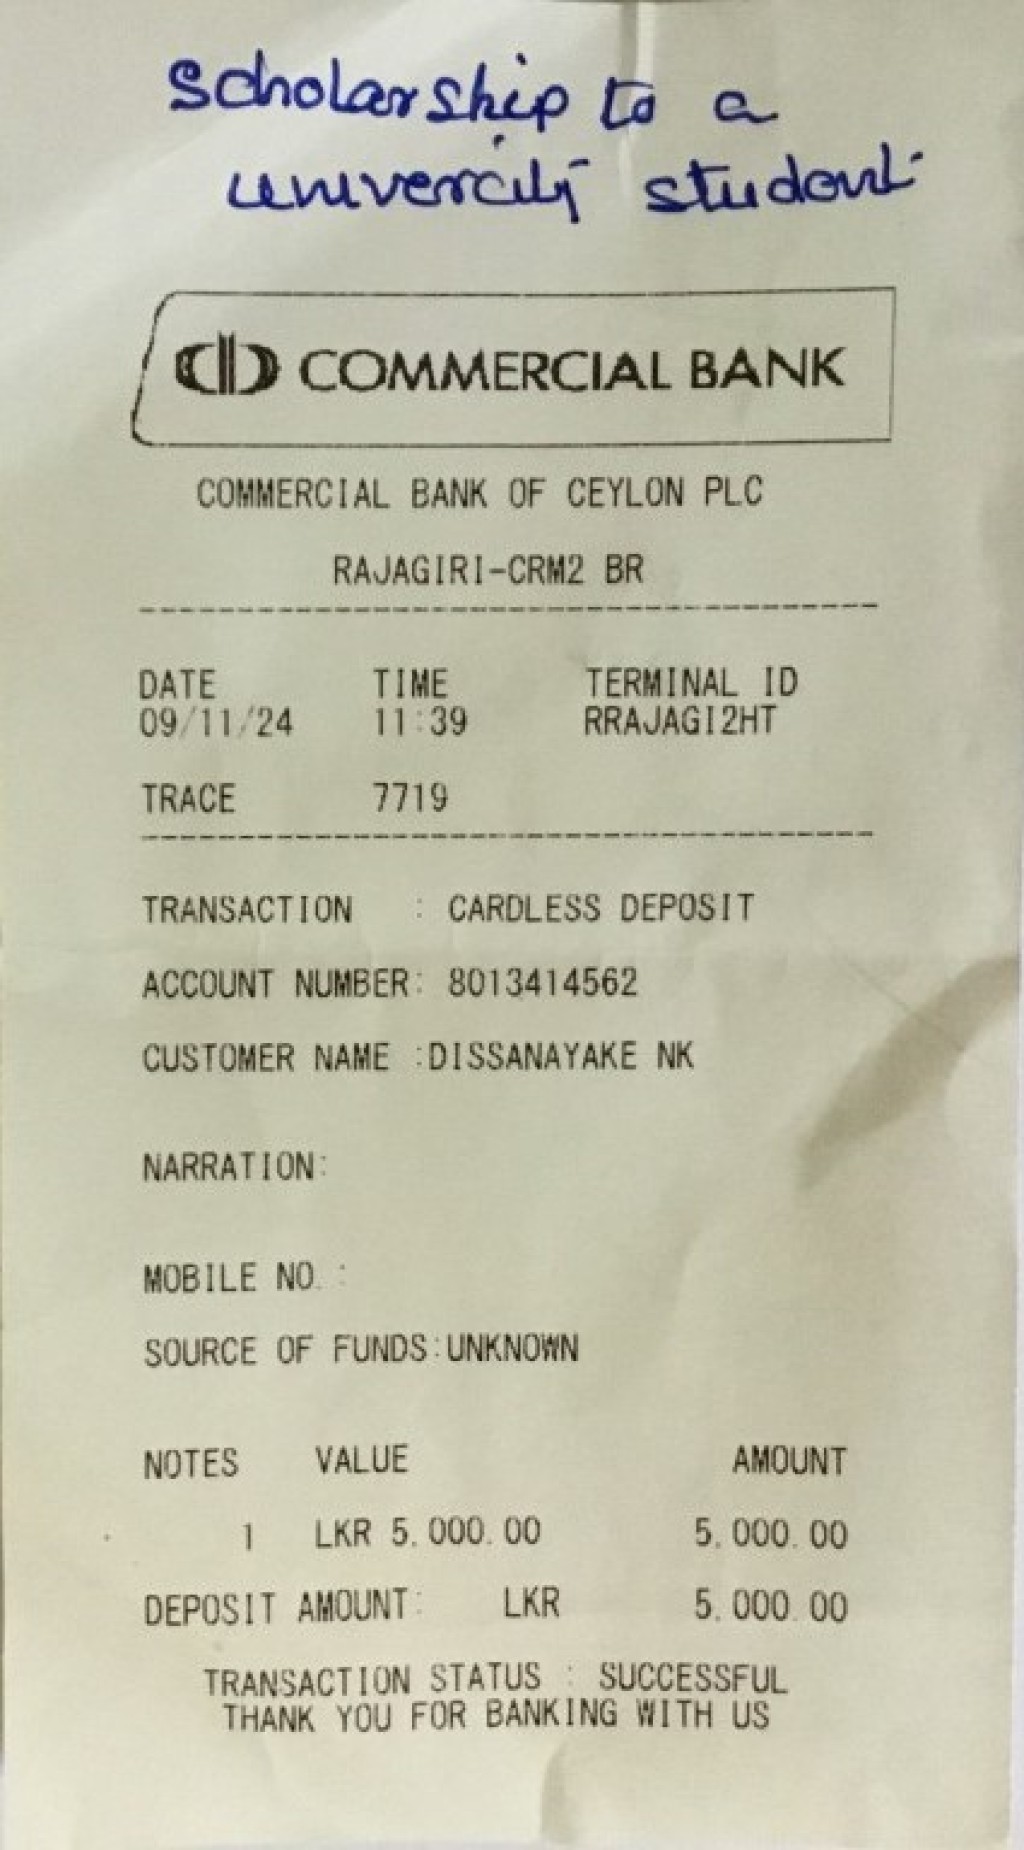 Scholarship to a
univercity student
COMMERCIAL BANK
COMMERCIAL BANK OF CEYLON PLC
RAJAGIRI-CRM2 BR
DATE TIME TERMINAL ID
09/11/24 11:39 RRAJAGI2HT
TRACE 7719
TRANSACTION : CARDLESS DEPOSIT
ACCOUNT NUMBER: 8013414562
CUSTOMER NAME :DISSANAYAKE NK
NARRATION:
MOBILE NO. :
SOURCE OF FUNDS:UNKNOWN
NOTES VALUE AMOUNT
1 LKR 5,000.00 5,000.00
DEPOSIT AMOUNT: LKR 5,000.00
TRANSACTION STATUS : SUCCESSFUL
THANK YOU FOR BANKING WITH US